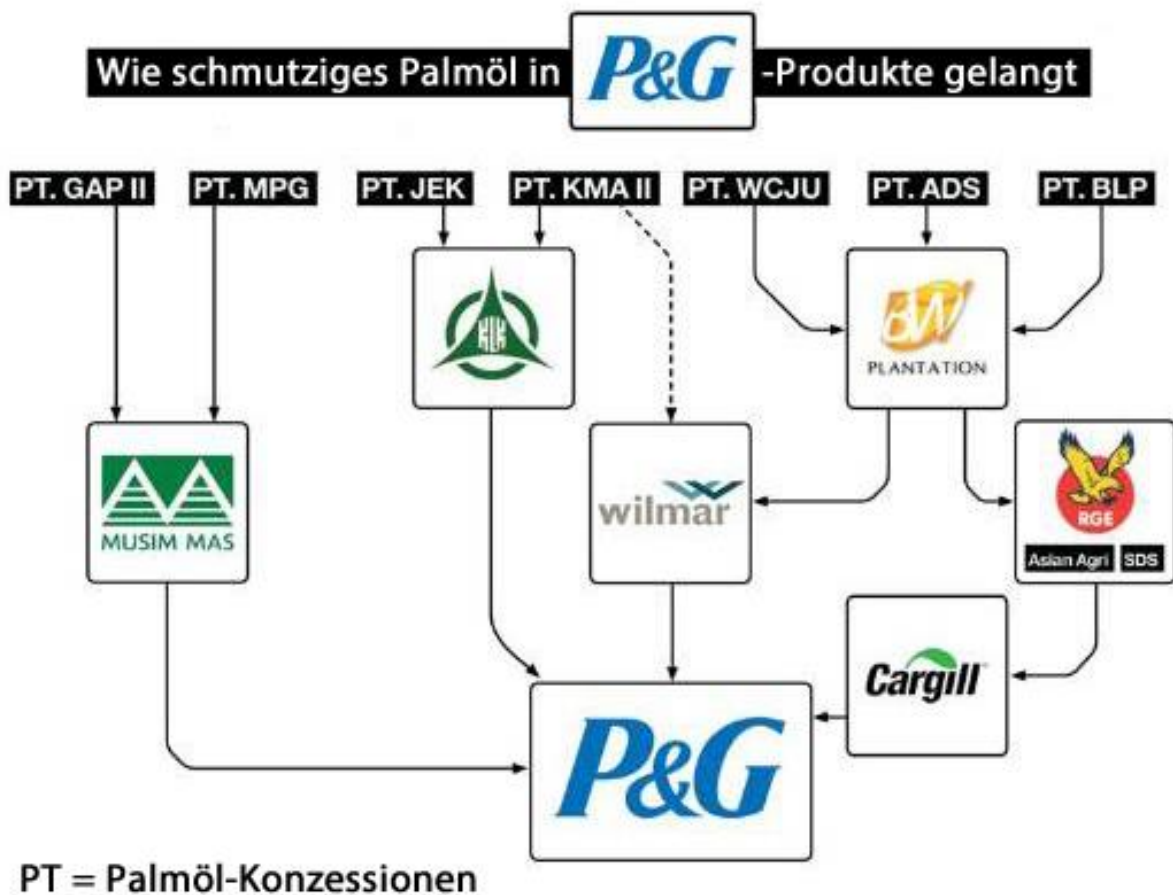 Wie schmutziges Palmöl in P&G -Produkte gelangt
PT. GAP II PT. MPG PT. JEK PT. KMA II PT. WCJU PT. ADS PT. BLP
KLK
BW
PLANTATION
MUSIM MAS
wilmar
RGE
Asian Agri SDS
Cargill
P&G
PT = Palmöl-Konzessionen